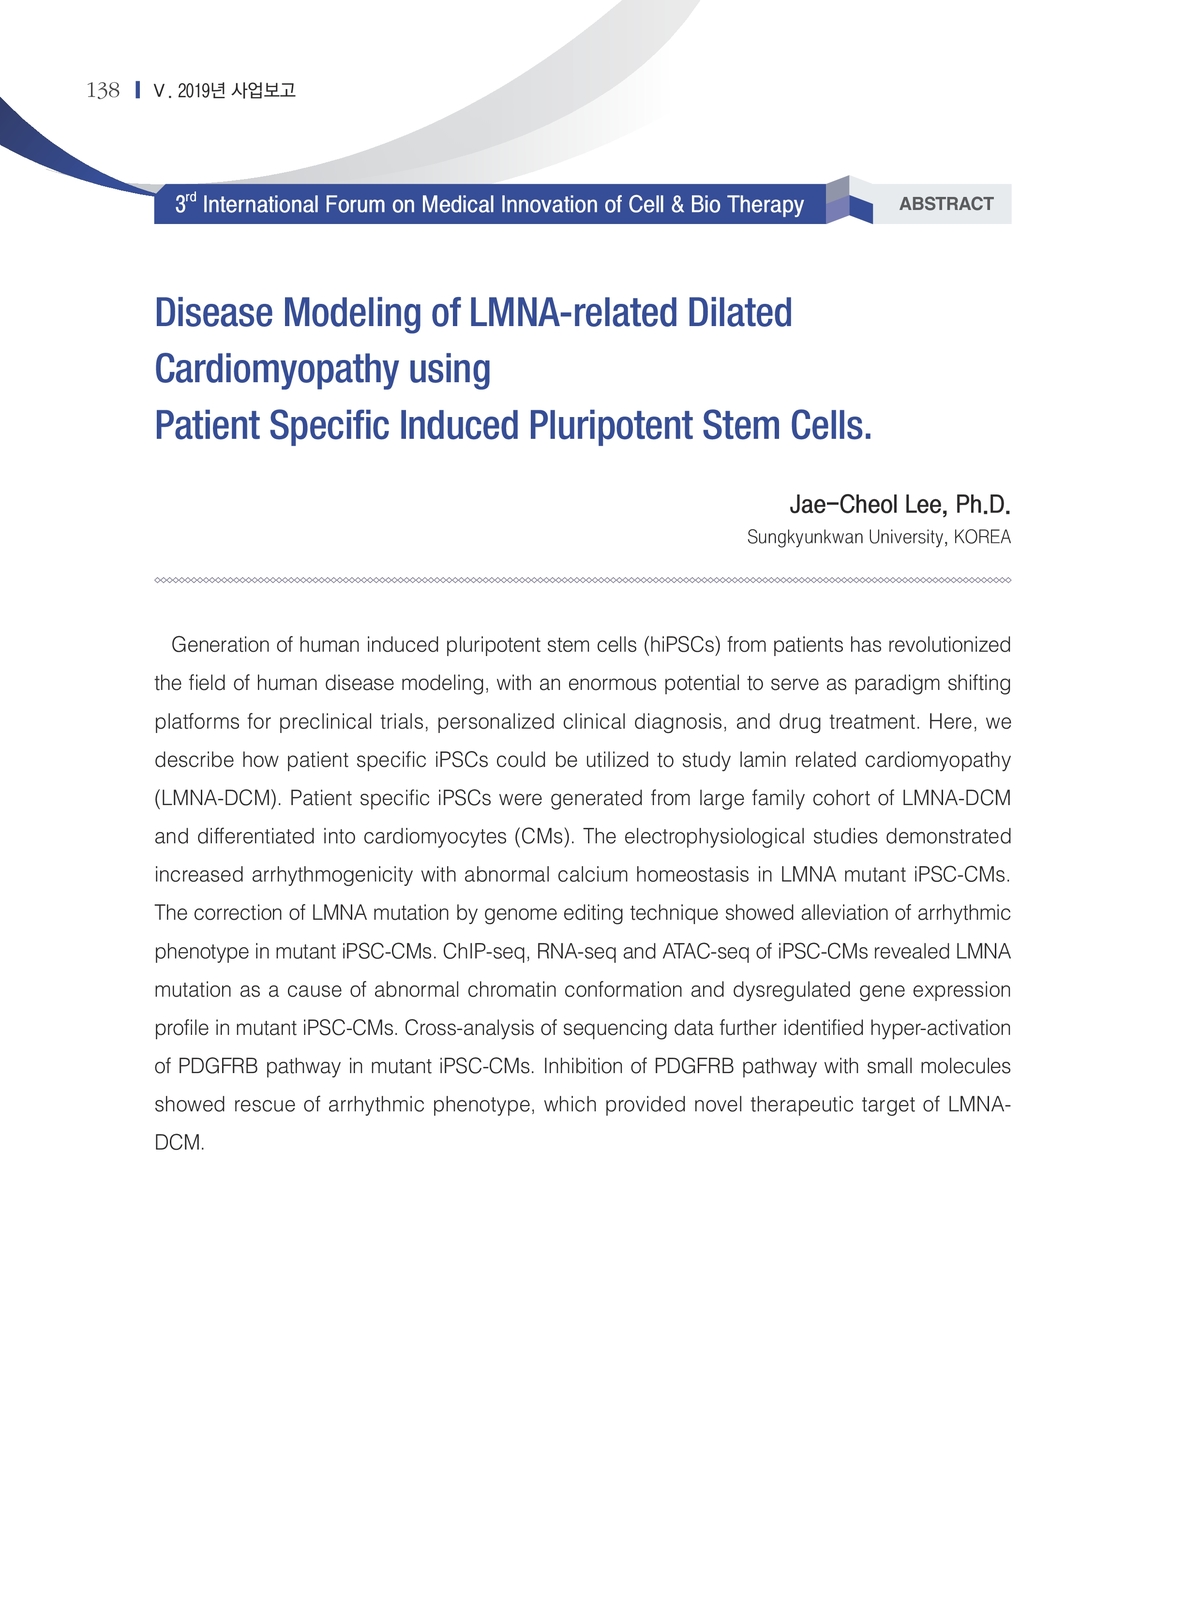 138 Ⅴ. 2019년 사업보고
3rd International Forum on Medical Innovation of Cell & Bio Therapy ABSTRACT
Disease Modeling of LMNA-related Dilated
Cardiomyopathy using
Patient Specific Induced Pluripotent Stem Cells.
Jae-Cheol Lee, Ph.D.
Sungkyunkwan University, KOREA
Generation of human induced pluripotent stem cells (hiPSCs) from patients has revolutionized
the field of human disease modeling, with an enormous potential to serve as paradigm shifting
platforms for preclinical trials, personalized clinical diagnosis, and drug treatment. Here, we
describe how patient specific iPSCs could be utilized to study lamin related cardiomyopathy
(LMNA-DCM). Patient specific iPSCs were generated from large family cohort of LMNA-DCM
and differentiated into cardiomyocytes (CMs). The electrophysiological studies demonstrated
increased arrhythmogenicity with abnormal calcium homeostasis in LMNA mutant iPSC-CMs.
The correction of LMNA mutation by genome editing technique showed alleviation of arrhythmic
phenotype in mutant iPSC-CMs. ChIP-seq, RNA-seq and ATAC-seq of iPSC-CMs revealed LMNA
mutation as a cause of abnormal chromatin conformation and dysregulated gene expression
profile in mutant iPSC-CMs. Cross-analysis of sequencing data further identified hyper-activation
of PDGFRB pathway in mutant iPSC-CMs. Inhibition of PDGFRB pathway with small molecules
showed rescue of arrhythmic phenotype, which provided novel therapeutic target of LMNA-
DCM.